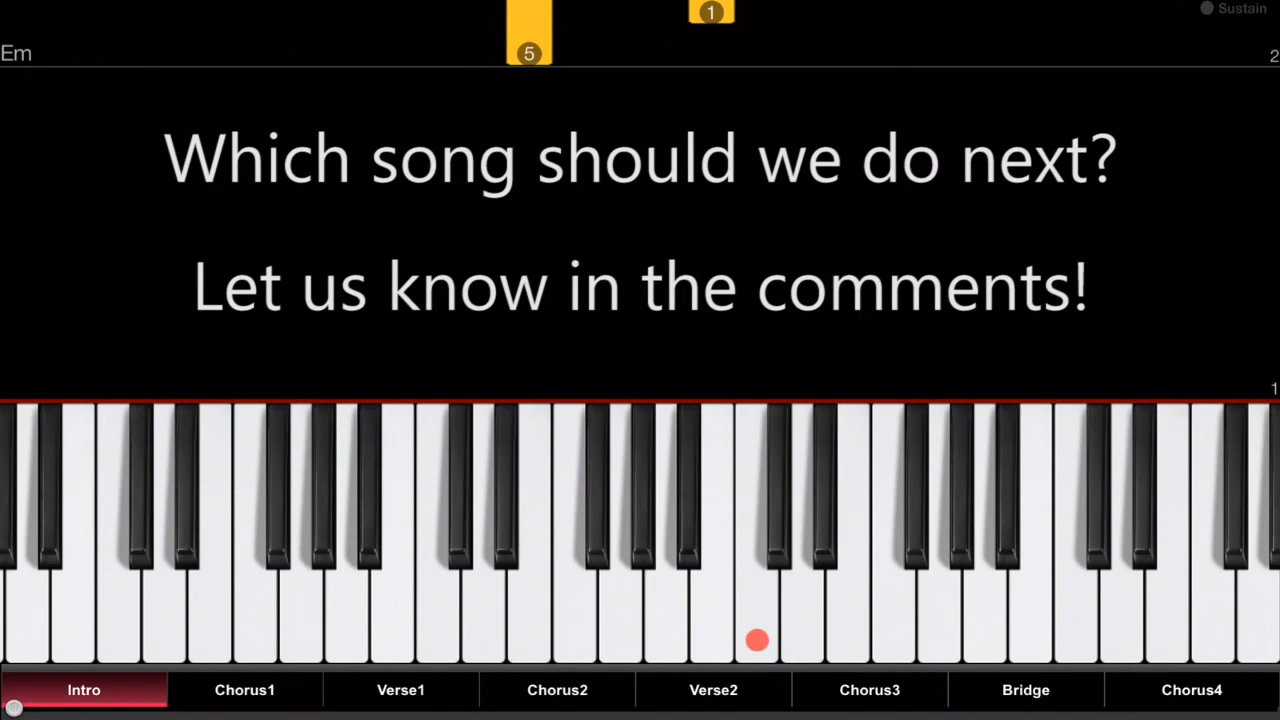 1
Sustain
Em
5
2
Which song should we do next?
Let us know in the comments!
1
Intro
Chorus1
Verse1
Chorus2
Verse2
Chorus3
Bridge
Chorus4